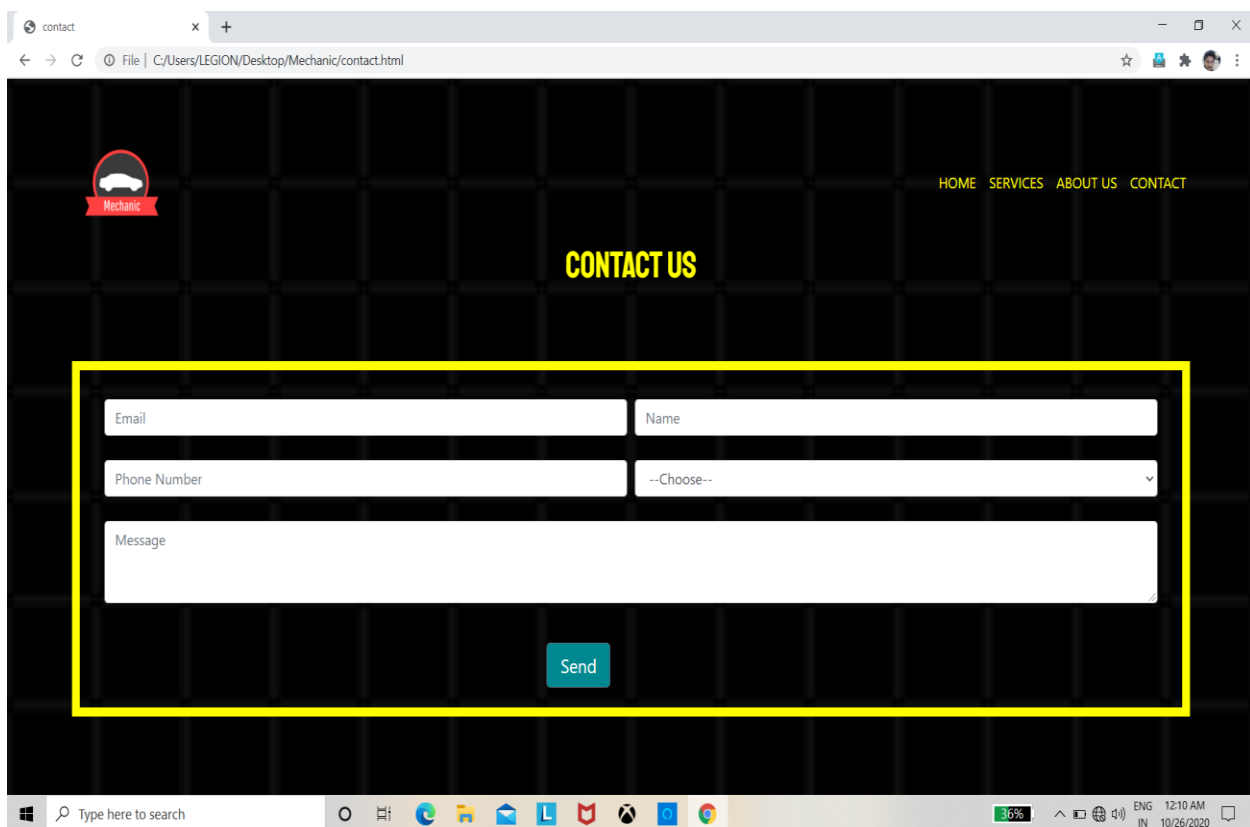 contact
File | C:/Users/LEGION/Desktop/Mechanic/contact.html
Mechanic
HOME SERVICES ABOUT US CONTACT
CONTACT US
Email Name
Phone Number --Choose--
Message
Send
Type here to search L 36% ENG 12:10 AM
IN 10/26/2020